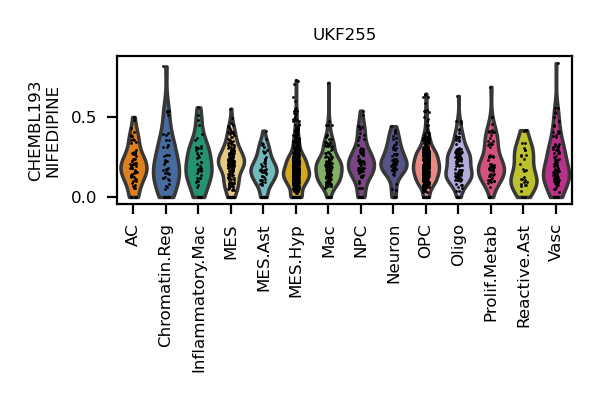 UKF255
CHEMBL193
NIFEDIPINE
0.5
0.0
AC
Chromatin.Reg
Inflammatory.Mac
MES
MES.Ast
MES.Hyp
Mac
NPC
Neuron
OPC
Oligo
Prolif.Metab
Reactive.Ast
Vasc